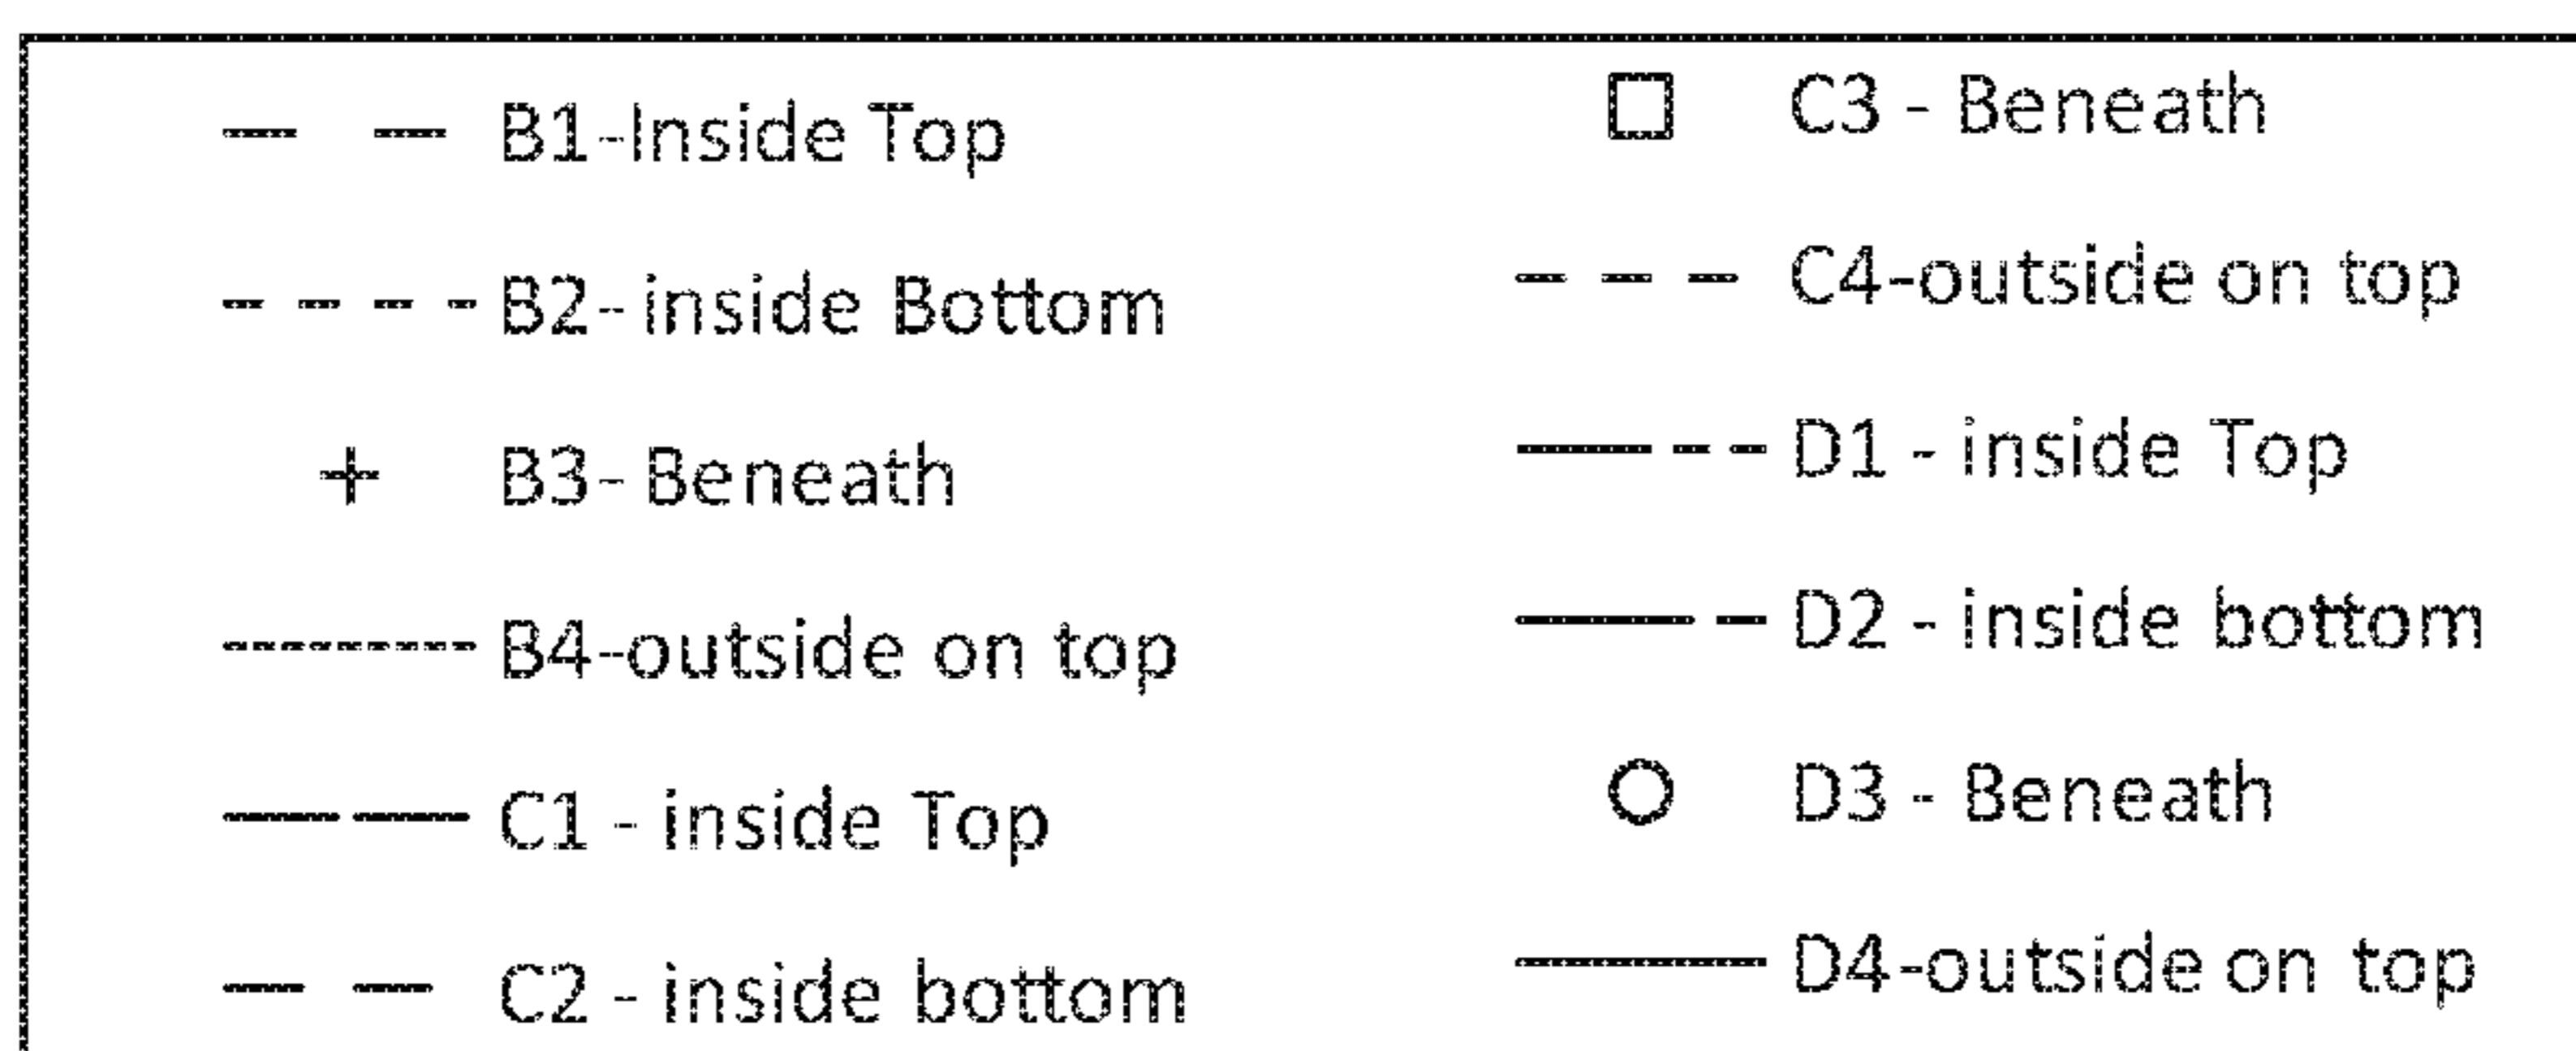 B1-Inside Top
B2- inside Bottom
B3- Beneath
B4-outside on top
C1 - inside Top
C2 - inside bottom
C3 - Beneath
C4-outside on top
D1 - inside Top
D2 - inside bottom
D3 - Beneath
D4-outside on top